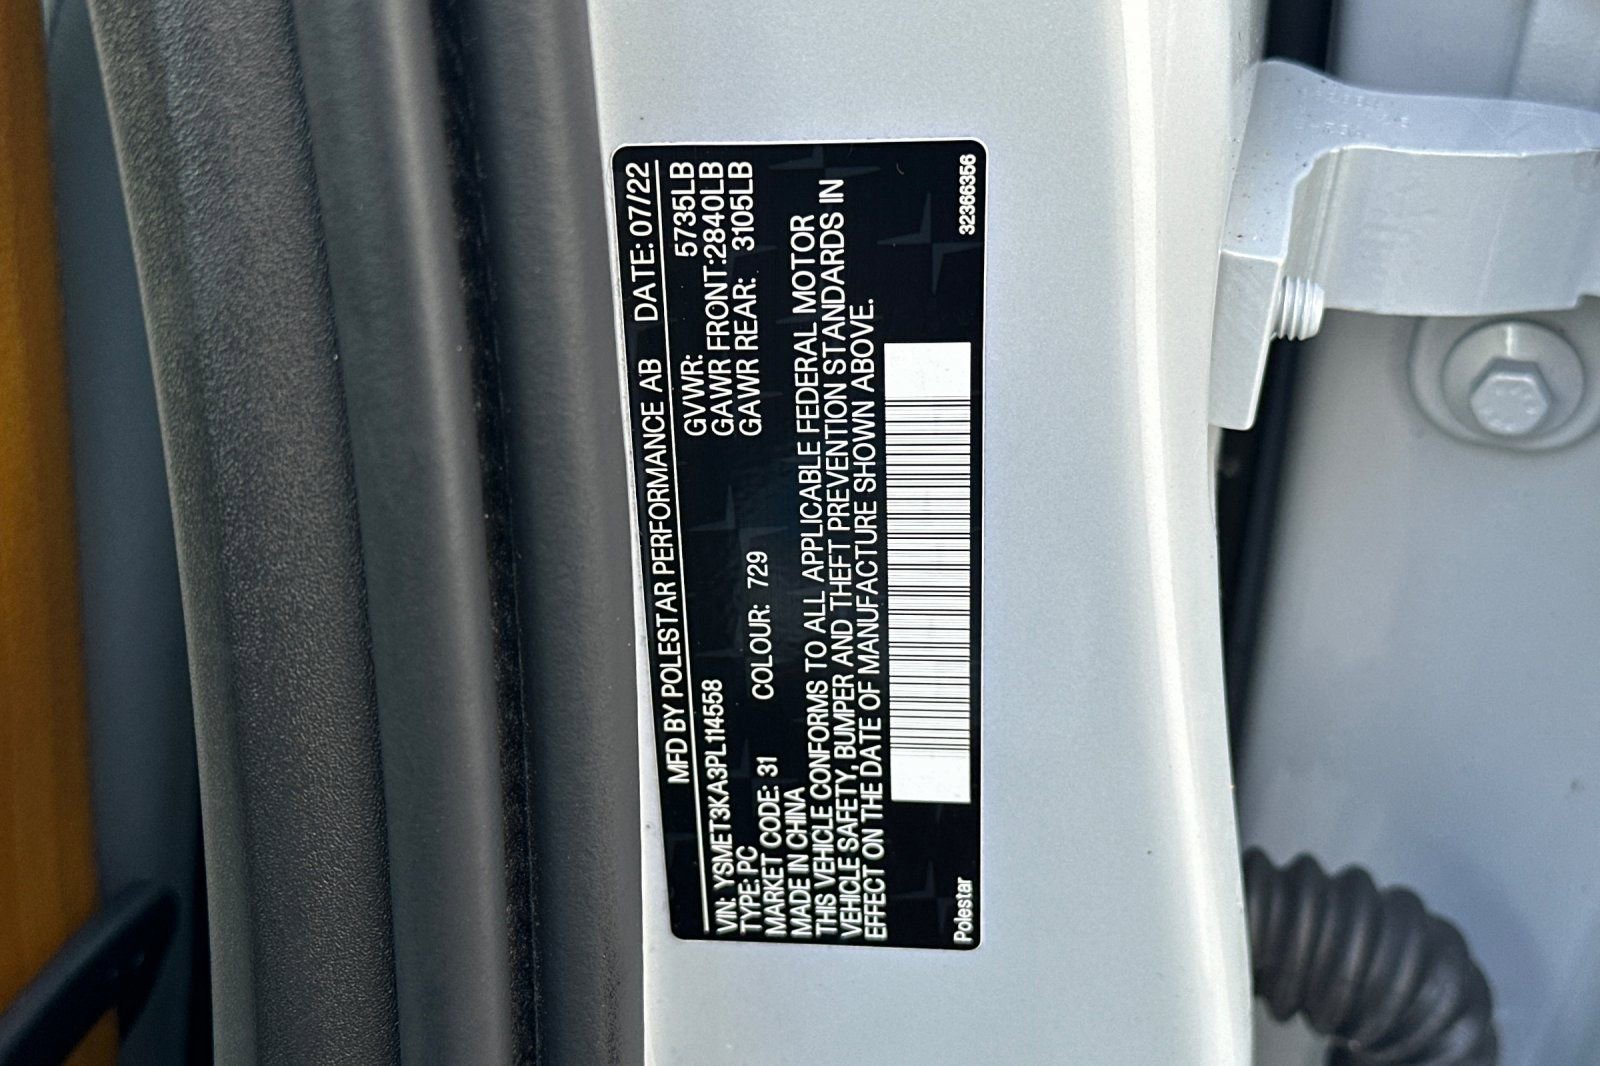 MFD BY POLESTAR PERFORMANCE AB DATE: 07/22
VIN: YSMET3KA3PL114558 GVWR: 5735LB
TYPE: PC GAWR FRONT: 2840LB
MARKET CODE: 31 COLOUR: 729 GAWR REAR: 3105LB
MADE IN CHINA
THIS VEHICLE CONFORMS TO ALL APPLICABLE FEDERAL MOTOR
VEHICLE SAFETY, BUMPER AND THEFT PREVENTION STANDARDS IN
EFFECT ON THE DATE OF MANUFACTURE SHOWN ABOVE.
Polestar 32366356